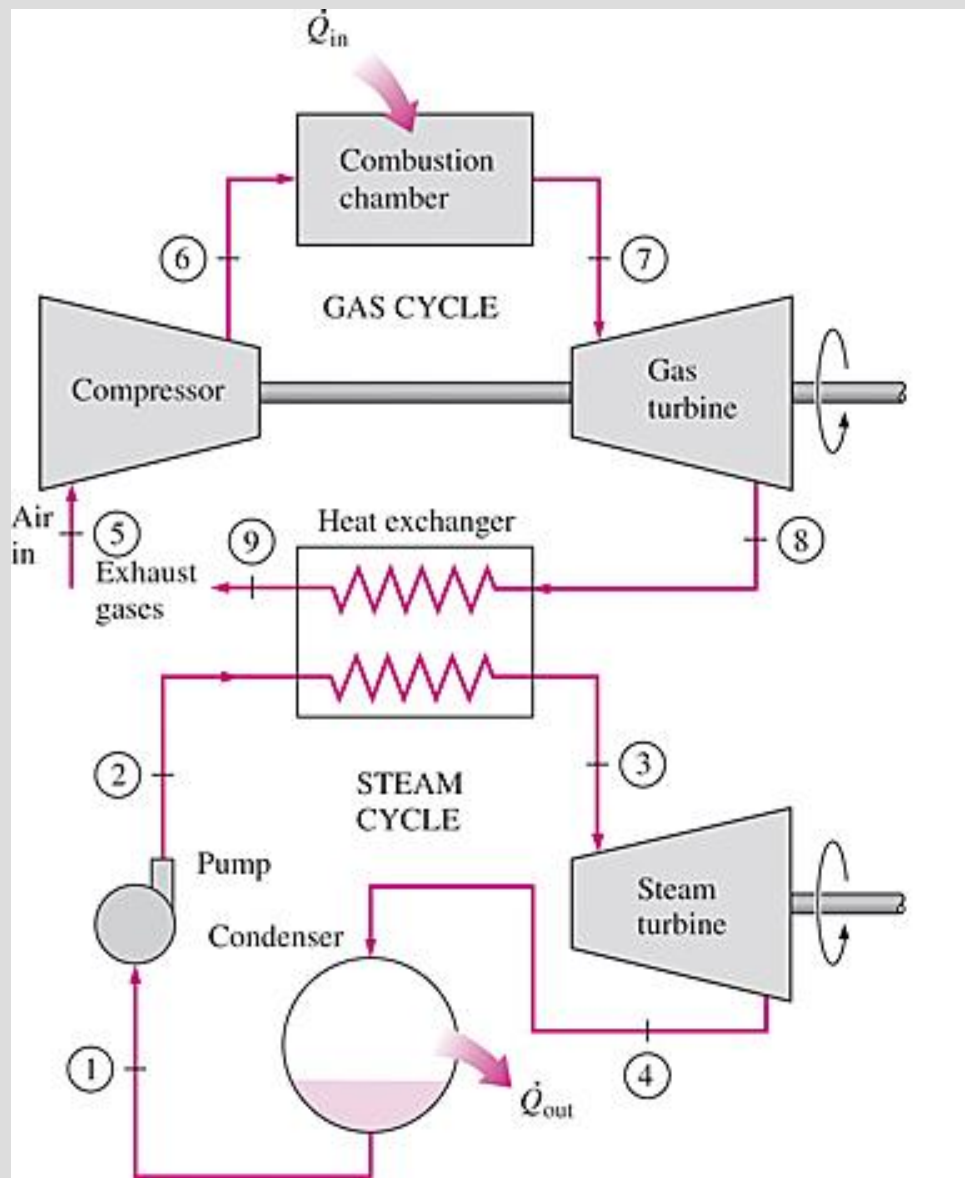 Q̇in
Combustion
chamber
6
7
GAS CYCLE
Compressor
Gas
turbine
Air
in
5
9
Heat exchanger
8
Exhaust
gases
2
STEAM
CYCLE
3
Pump
Condenser
Steam
turbine
1
Q̇out
4